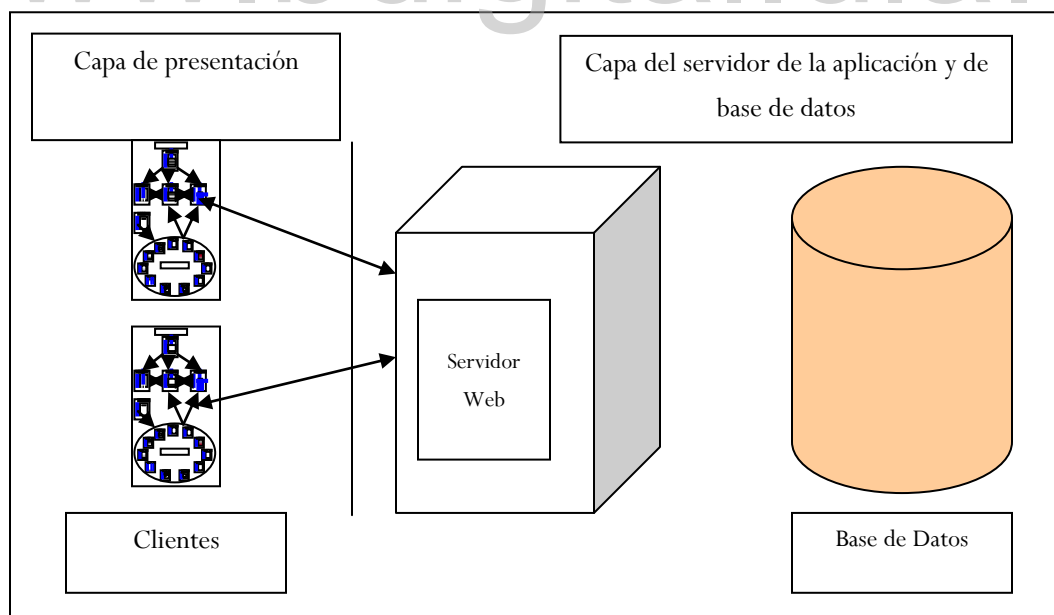 Capa de presentación
Capa del servidor de la aplicación y de
base de datos
Servidor
Web
Clientes
Base de Datos